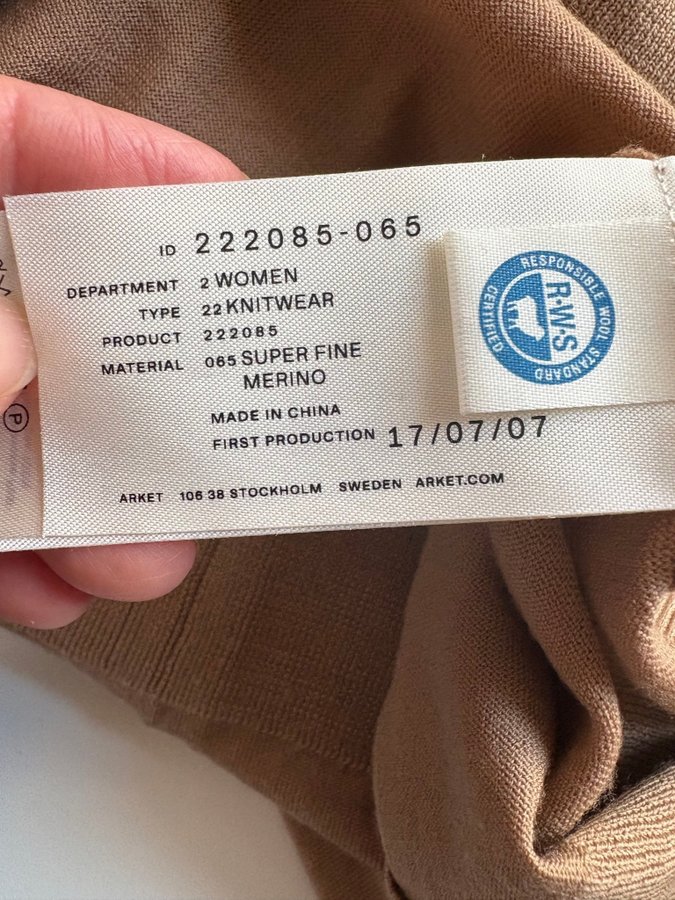 ID 222085-065
DEPARTMENT 2 WOMEN
TYPE 22 KNITWEAR
PRODUCT 222085
MATERIAL 065 SUPER FINE
MERINO
MADE IN CHINA
FIRST PRODUCTION 17/07/07
ARKET 106 38 STOCKHOLM SWEDEN ARKET.COM
RESPONSIBLE WOOL STANDARD
R·W·S
CERTIFIED
P